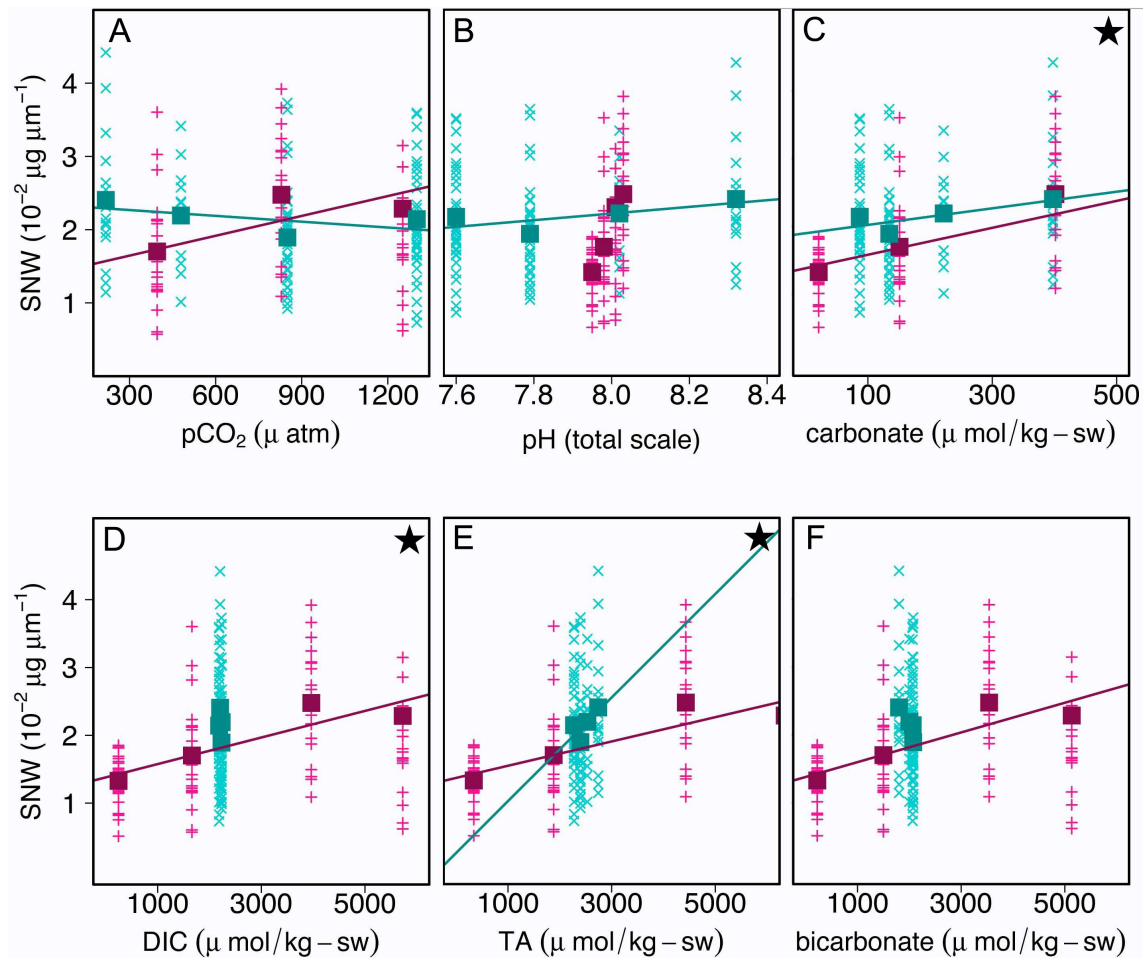 A
B
C
SNW (10⁻² μg μm⁻¹)
4
3
2
1
300 600 900 1200
7.6 7.8 8.0 8.2 8.4
100 300 500
pCO₂ (μ atm)
pH (total scale)
carbonate (μ mol/kg−sw)
D
E
F
SNW (10⁻² μg μm⁻¹)
4
3
2
1
1000 3000 5000
1000 3000 5000
1000 3000 5000
DIC (μ mol/kg−sw)
TA (μ mol/kg−sw)
bicarbonate (μ mol/kg−sw)